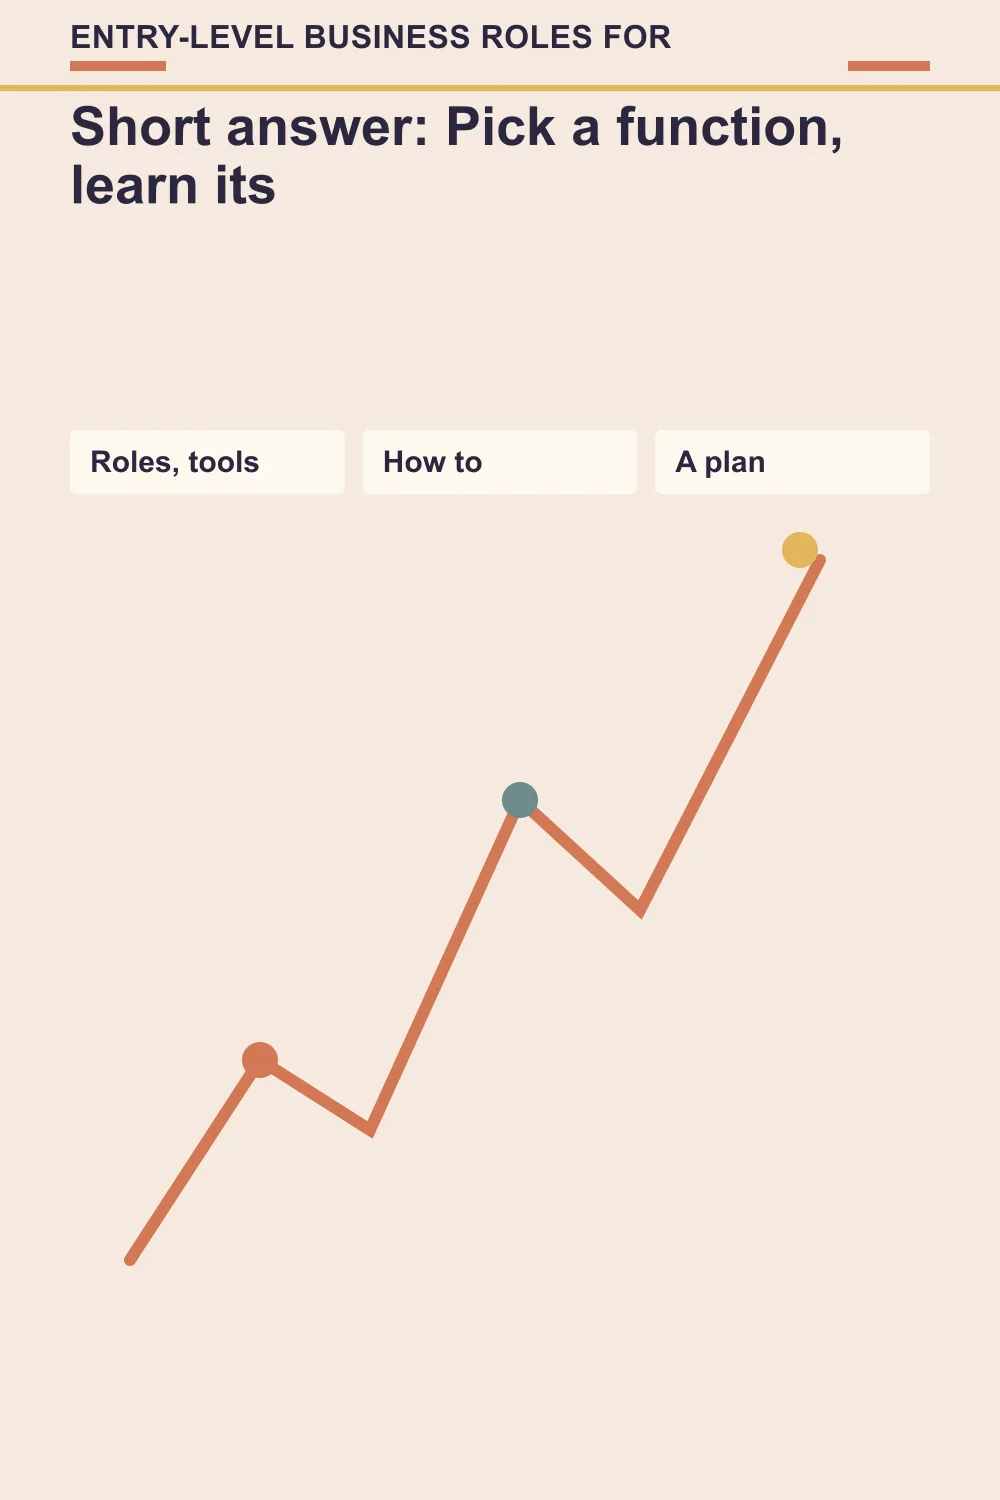 ENTRY-LEVEL BUSINESS ROLES FOR
Short answer: Pick a function,
learn its
Roles, tools
How to
A plan